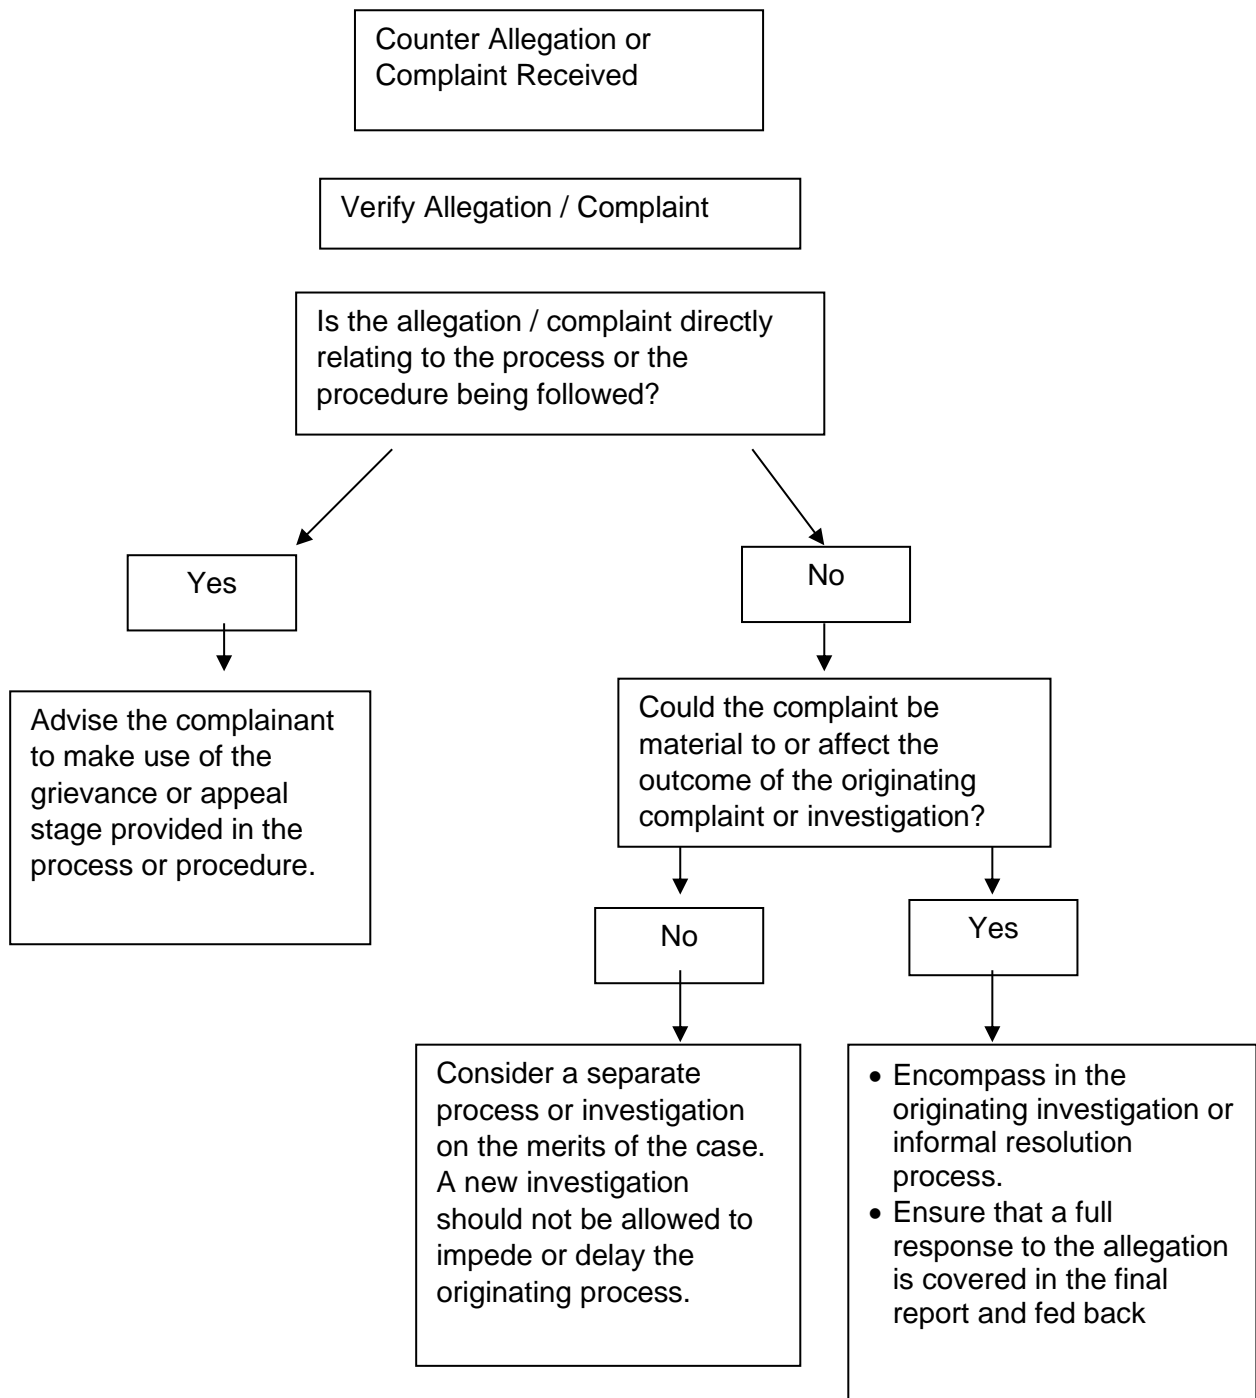 Counter Allegation or
Complaint Received
Verify Allegation / Complaint
Is the allegation / complaint directly
relating to the process or the
procedure being followed?
Yes
No
Advise the complainant
to make use of the
grievance or appeal
stage provided in the
process or procedure.
Could the complaint be
material to or affect the
outcome of the originating
complaint or investigation?
No
Yes
Consider a separate
process or investigation
on the merits of the case.
A new investigation
should not be allowed to
impede or delay the
originating process.
• Encompass in the
originating investigation or
informal resolution
process.
• Ensure that a full
response to the allegation
is covered in the final
report and fed back